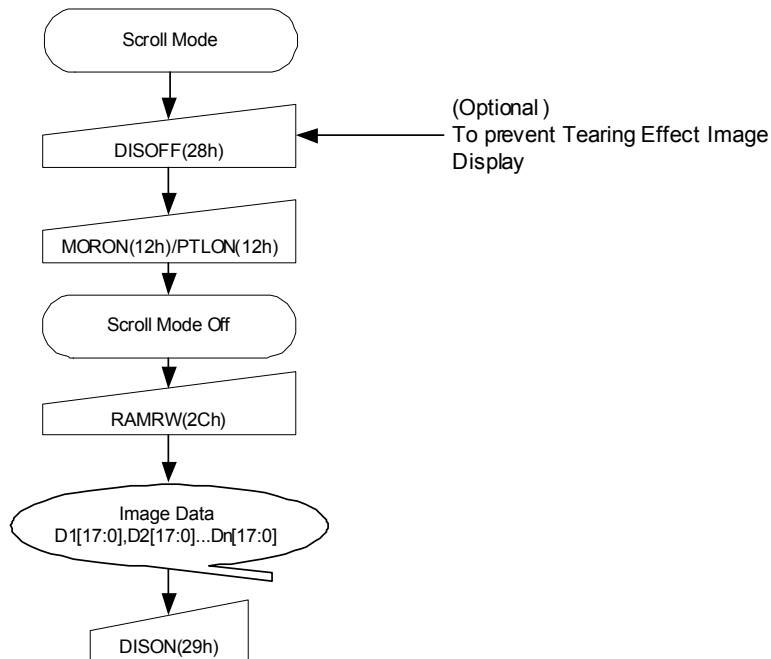 Scroll Mode
(Optional )
To prevent Tearing Effect Image
Display
DISOFF(28h)
MORON(12h)/PTLON(12h)
Scroll Mode Off
RAMRW(2Ch)
Image Data
D1[17:0],D2[17:0]...Dn[17:0]
DISON(29h)